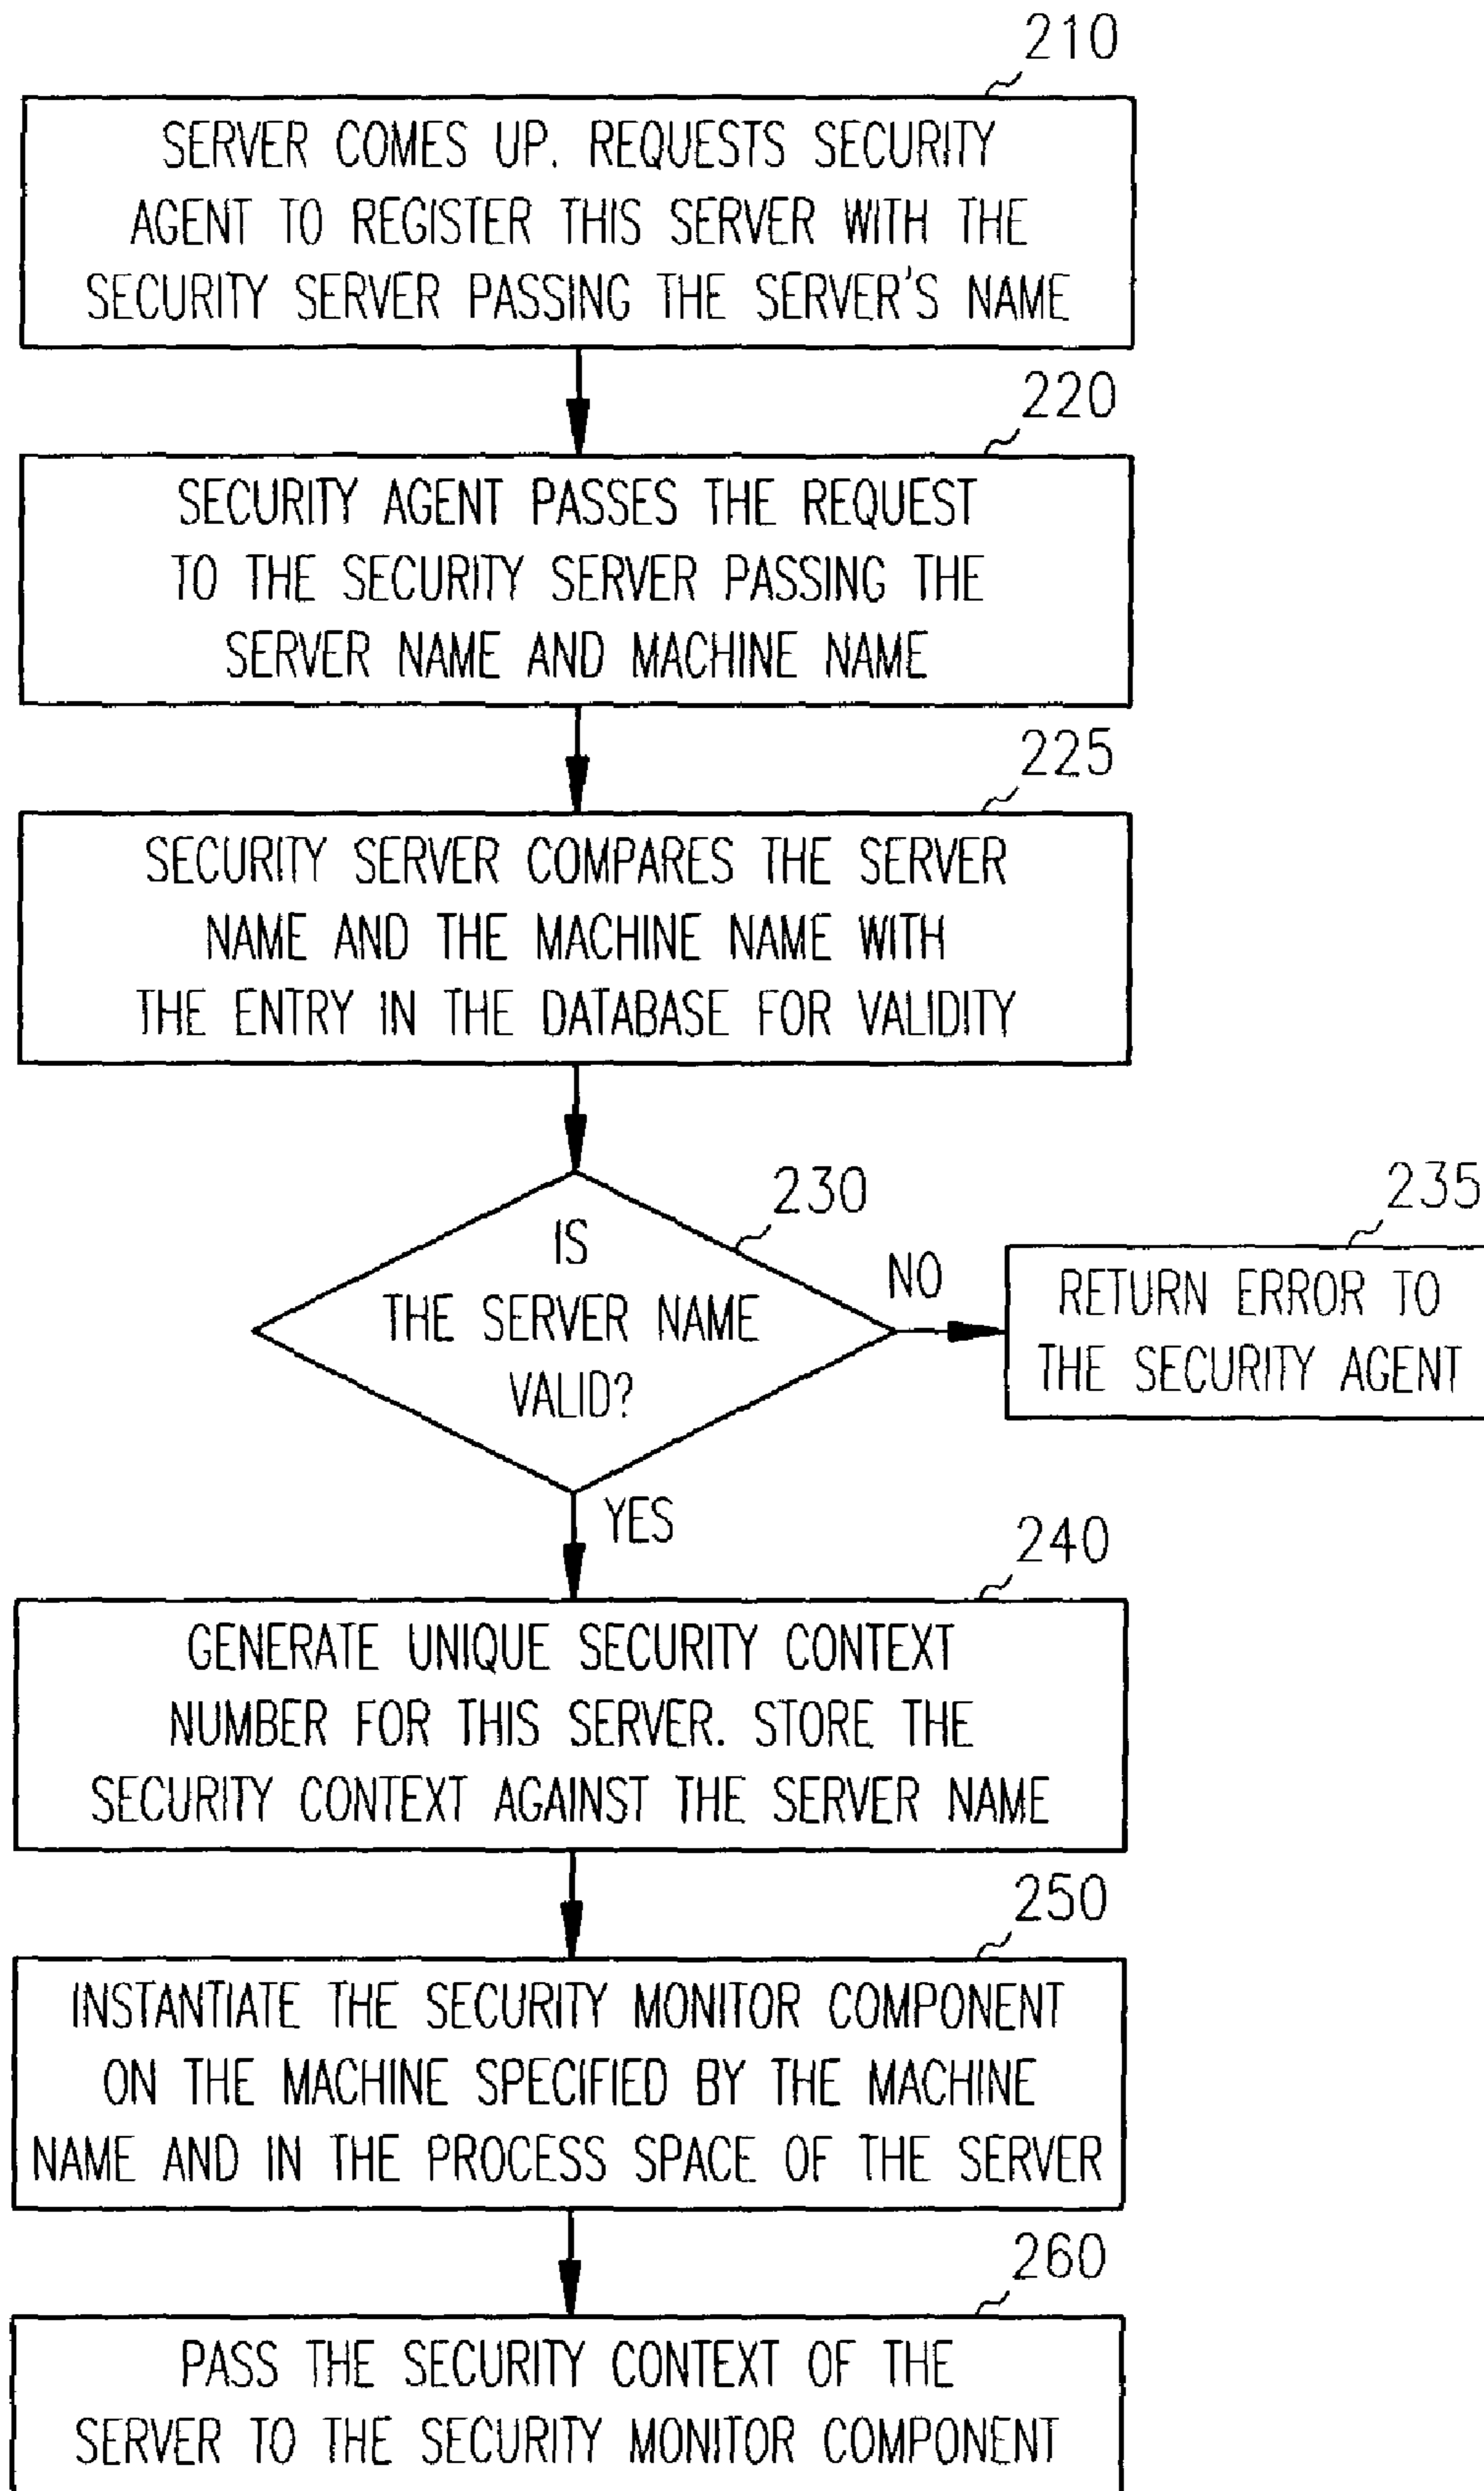 210
SERVER COMES UP. REQUESTS SECURITY
AGENT TO REGISTER THIS SERVER WITH THE
SECURITY SERVER PASSING THE SERVER'S NAME
220
SECURITY AGENT PASSES THE REQUEST
TO THE SECURITY SERVER PASSING THE
SERVER NAME AND MACHINE NAME
225
SECURITY SERVER COMPARES THE SERVER
NAME AND THE MACHINE NAME WITH
THE ENTRY IN THE DATABASE FOR VALIDITY
230
IS
THE SERVER NAME
VALID?
NO
235
RETURN ERROR TO
THE SECURITY AGENT
YES
240
GENERATE UNIQUE SECURITY CONTEXT
NUMBER FOR THIS SERVER. STORE THE
SECURITY CONTEXT AGAINST THE SERVER NAME
250
INSTANTIATE THE SECURITY MONITOR COMPONENT
ON THE MACHINE SPECIFIED BY THE MACHINE
NAME AND IN THE PROCESS SPACE OF THE SERVER
260
PASS THE SECURITY CONTEXT OF THE
SERVER TO THE SECURITY MONITOR COMPONENT